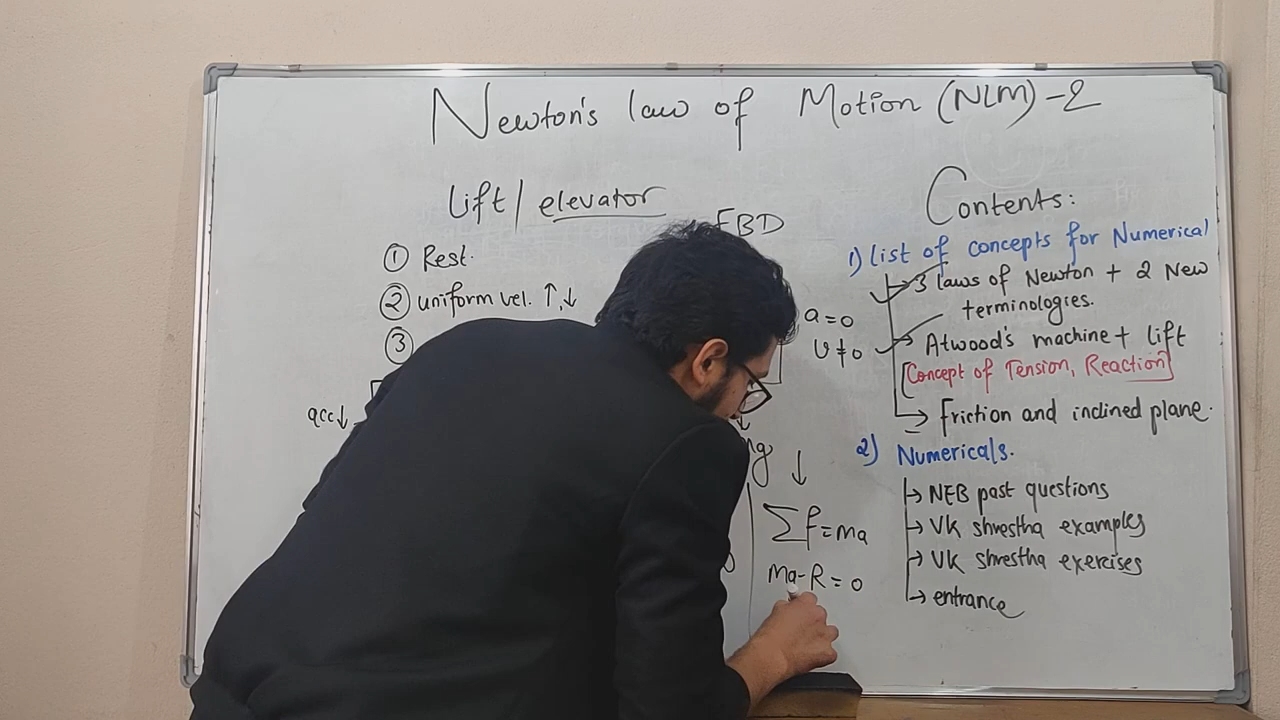 Newton's law of Motion (NLM)-2
Lift/elevator
① Rest.
② uniform vel. ↑,↓
③
acc↓
FBD
a=0
v≠0
mg ↓
∑f=ma
Ma-R=0
Contents:
1) list of concepts for Numerical
→ 3 laws of Newton + 2 New
terminologies.
→ Atwood's machine + lift
[Concept of Tension, Reaction]
→ friction and inclined plane.
2) Numericals.
→ NEB past questions
→ VK shrestha examples
→ VK shrestha exercises
→ entrance